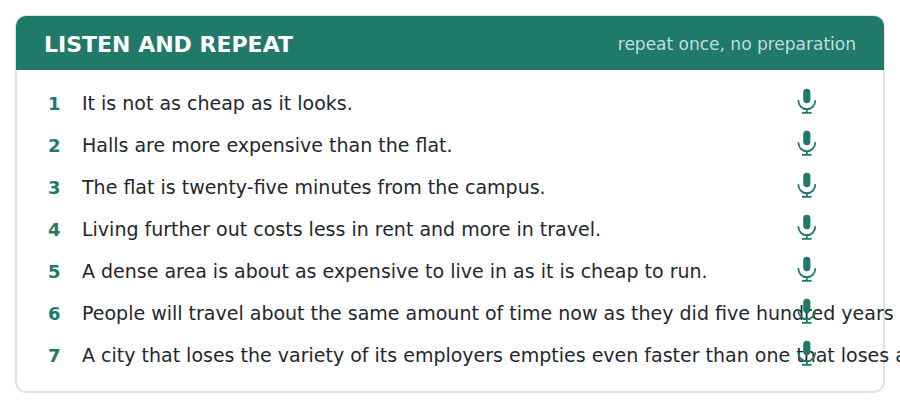 LISTEN AND REPEAT repeat once, no preparation
1 It is not as cheap as it looks.
2 Halls are more expensive than the flat.
3 The flat is twenty-five minutes from the campus.
4 Living further out costs less in rent and more in travel.
5 A dense area is about as expensive to live in as it is cheap to run.
6 People will travel about the same amount of time now as they did five hundred years
7 A city that loses the variety of its employers empties even faster than one that loses